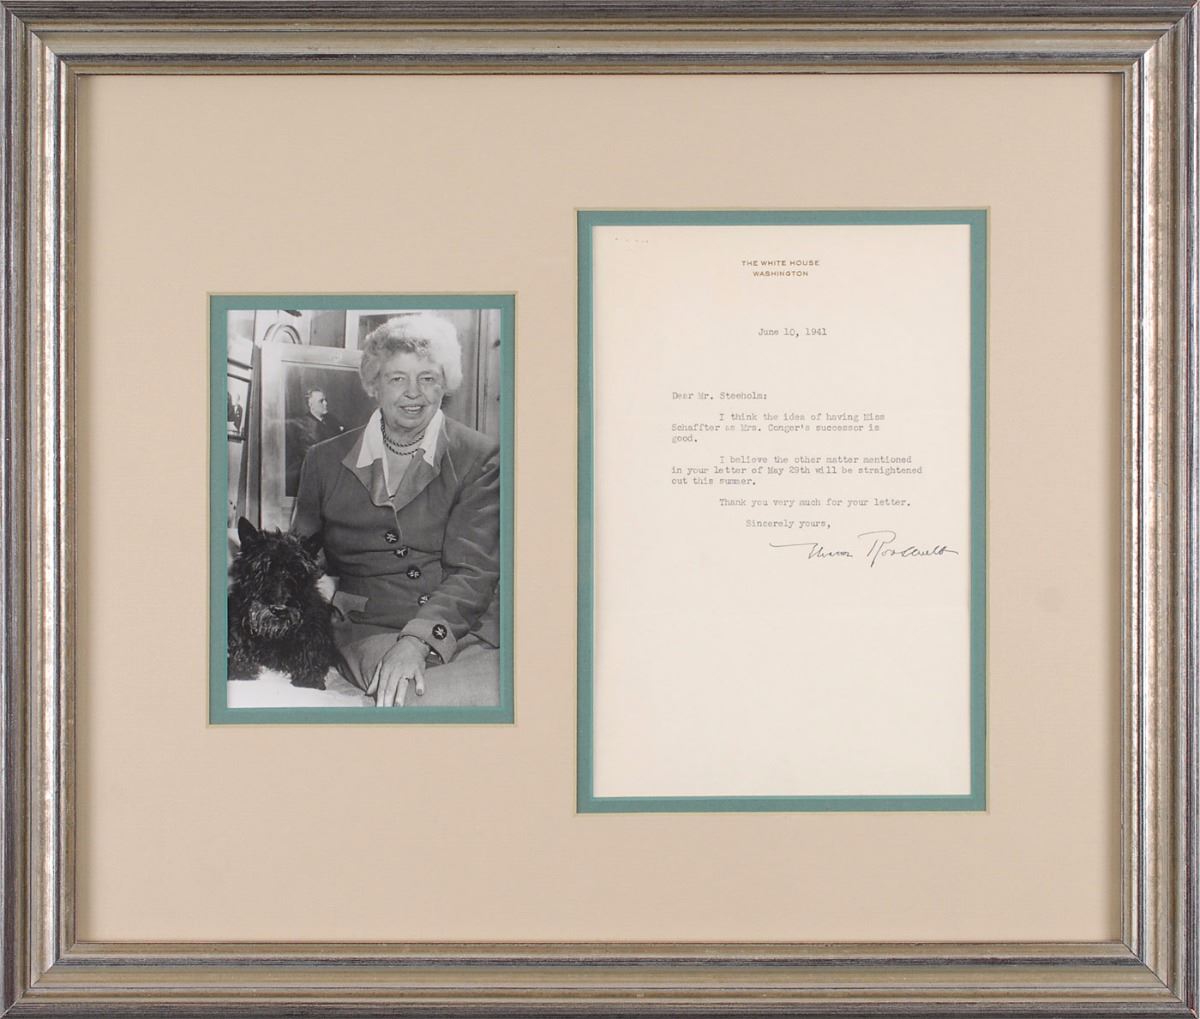 THE WHITE HOUSE
WASHINGTON
June 10, 1941
Dear Mr. Steeholm:
I think the idea of having Miss
Schaffter as Mrs. Conger's successor is
good.
I believe the other matter mentioned
in your letter of May 29th will be straightened
out this summer.
Thank you very much for your letter.
Sincerely yours,
Eleanor Roosevelt